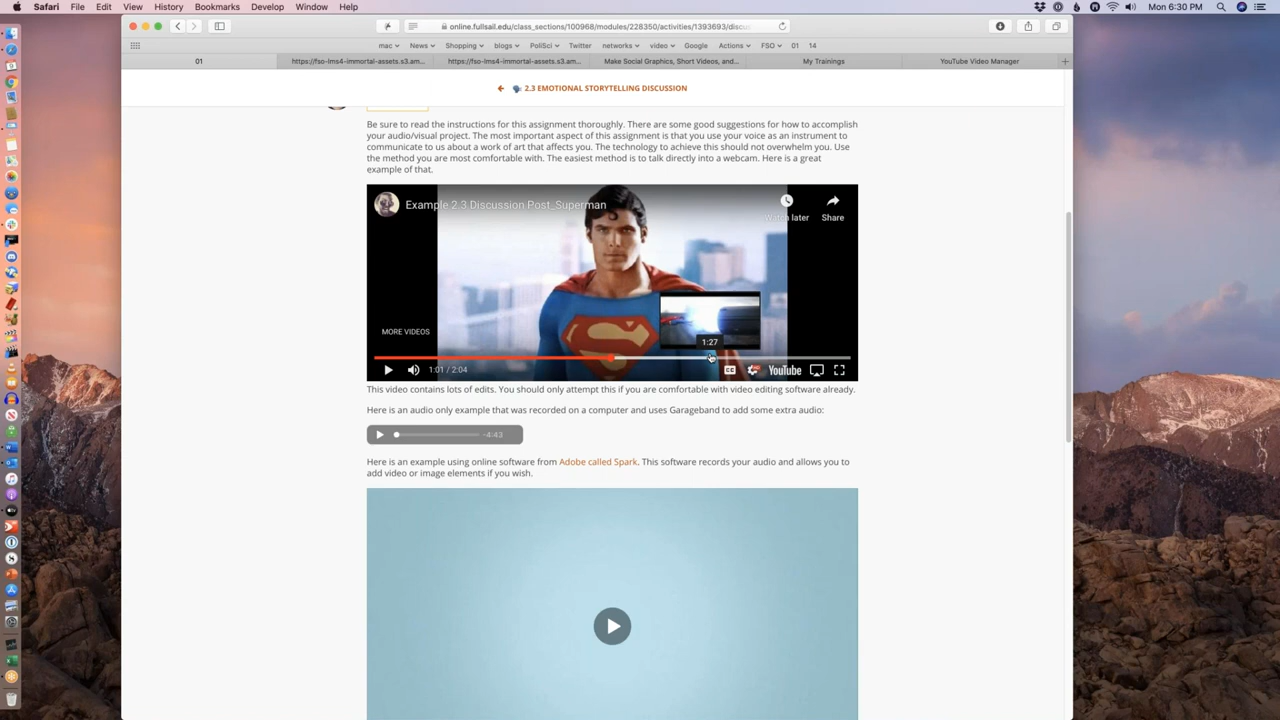 Safari File Edit View History Bookmarks Develop Window Help Mon 6:30 PM
online.fullsail.edu/class_sections/100968/modules/228350/activities/1393693/discu
mac News Shopping blogs PoliSci Twitter networks video Google Actions FSO 01 14
01 https://fso-lms4-immortal-assets.s3.am... https://fso-lms4-immortal-assets.s3.am... Make Social Graphics, Short Videos, and... My Trainings YouTube Video Manager
2.3 EMOTIONAL STORYTELLING DISCUSSION
Be sure to read the instructions for this assignment thoroughly. There are some good suggestions for how to accomplish
your audio/visual project. The most important aspect of this assignment is that you use your voice as an instrument to
communicate to us about a work of art that affects you. The technology to achieve this should not overwhelm you. Use
the method you are most comfortable with. The easiest method is to talk directly into a webcam. Here is a great
example of that.
Example 2.3 Discussion Post_Superman
Watch later Share
MORE VIDEOS
1:27
1:01 / 2:04 CC YouTube
This video contains lots of edits. You should only attempt this if you are comfortable with video editing software already.
Here is an audio only example that was recorded on a computer and uses Garageband to add some extra audio:
-4:43
Here is an example using online software from Adobe called Spark. This software records your audio and allows you to
add video or image elements if you wish.